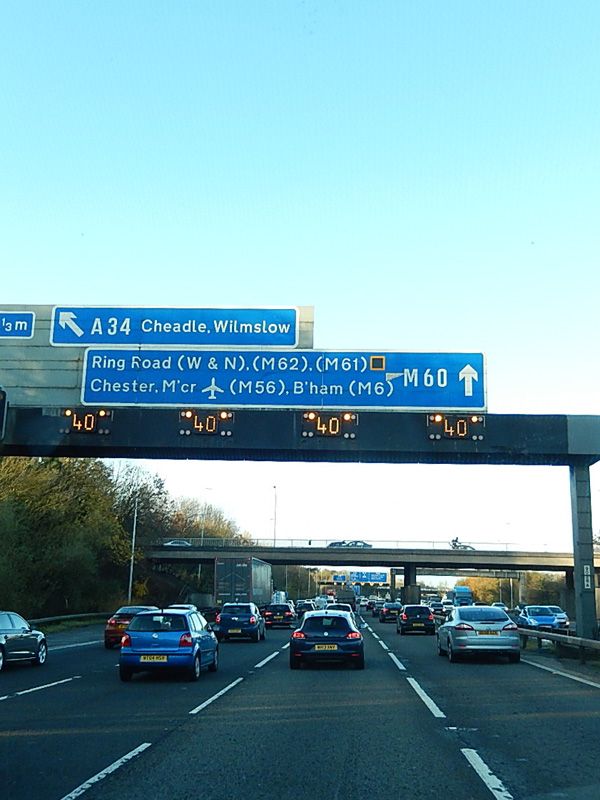 1/3 m
A34 Cheadle, Wilmslow
Ring Road (W & N), (M62), (M61)
Chester, M'cr (M56), B'ham (M6)
M60
40 40 40 40